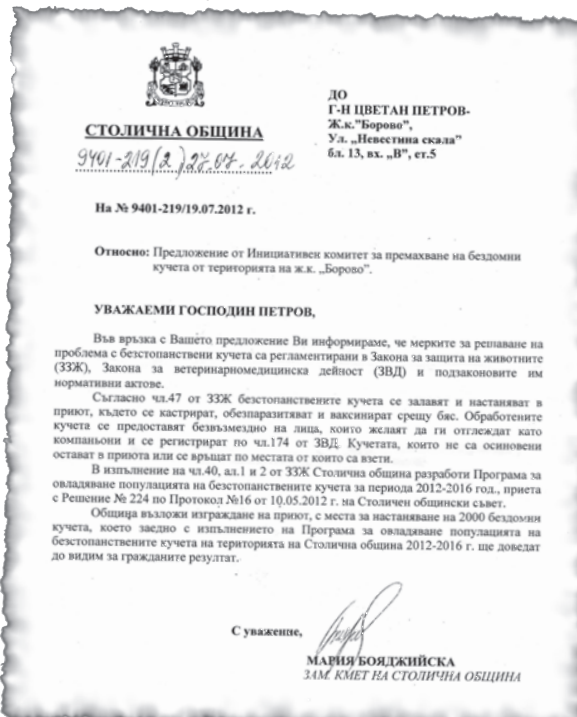 СТОЛИЧНА ОБЩИНА
9401-219(2) 27.07.2012
ДО
Г-Н ЦВЕТАН ПЕТРОВ-
Ж.к."Борово",
Ул. „Невестина скала"
бл. 13, вх. „В", ет.5
На № 9401-219/19.07.2012 г.
Относно: Предложение от Инициативен комитет за премахване на бездомни
кучета от територията на ж.к. „Борово".
УВАЖАЕМИ ГОСПОДИН ПЕТРОВ,
Във връзка с Вашето предложение Ви информираме, че мерките за решаване на
проблема с безстопанствени кучета са регламентирани в Закона за защита на животните
(ЗЗЖ), Закона за ветеринарномедицинска дейност (ЗВД) и подзаконовите им
нормативни актове.
Съгласно чл.47 от ЗЗЖ безстопанствените кучета се залавят и настаняват в
приют, където се кастрират, обезпаразитяват и ваксинират срещу бяс. Обработените
кучета се предоставят безвъзмездно на лица, които желаят да ги отглеждат като
компаньони и се регистрират по чл.174 от ЗВД. Кучетата, които не са осиновени
остават в приюта или се връщат по местата от които са взети.
В изпълнение на чл.40, ал.1 и 2 от ЗЗЖ Столична община разработи Програма за
овладяване популацията на безстопанствените кучета за периода 2012-2016 год., приета
с Решение № 224 по Протокол №16 от 10.05.2012 г. на Столичен общински съвет.
Община възложи изграждане на приют, с места за настаняване на 2000 бездомни
кучета, което заедно с изпълнението на Програма за овладяване популацията на
безстопанствените кучета на територията на Столична община 2012-2016 г. ще доведат
до видим за гражданите резултат.
С уважение,
МАРИЯ БОЯДЖИЙСКА
ЗАМ. КМЕТ НА СТОЛИЧНА ОБЩИНА